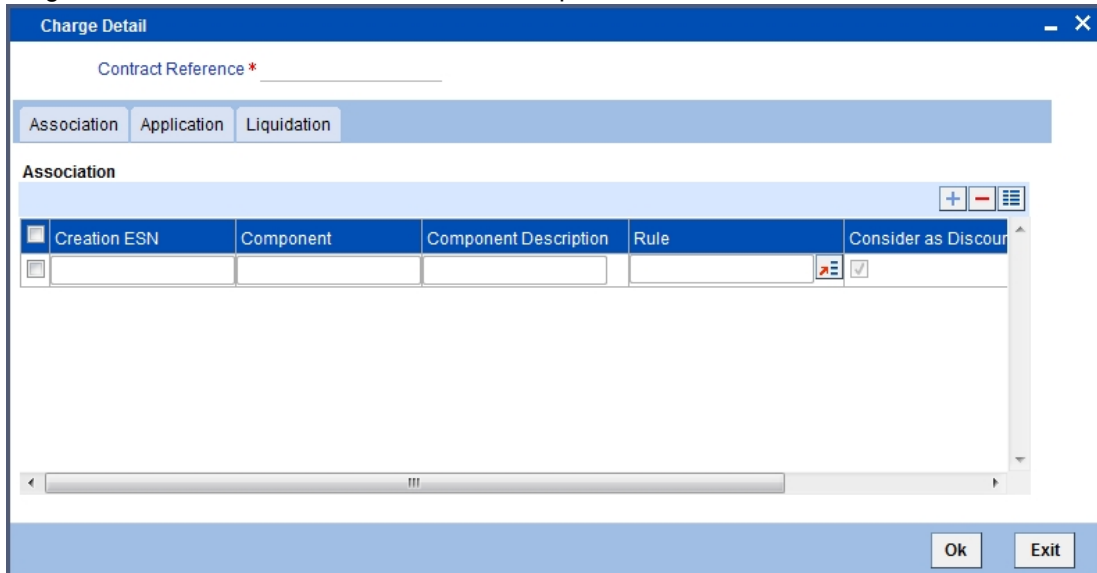 Charge Detail
Contract Reference *
Association Application Liquidation
Association
Creation ESN Component Component Description Rule Consider as Discour
Ok Exit